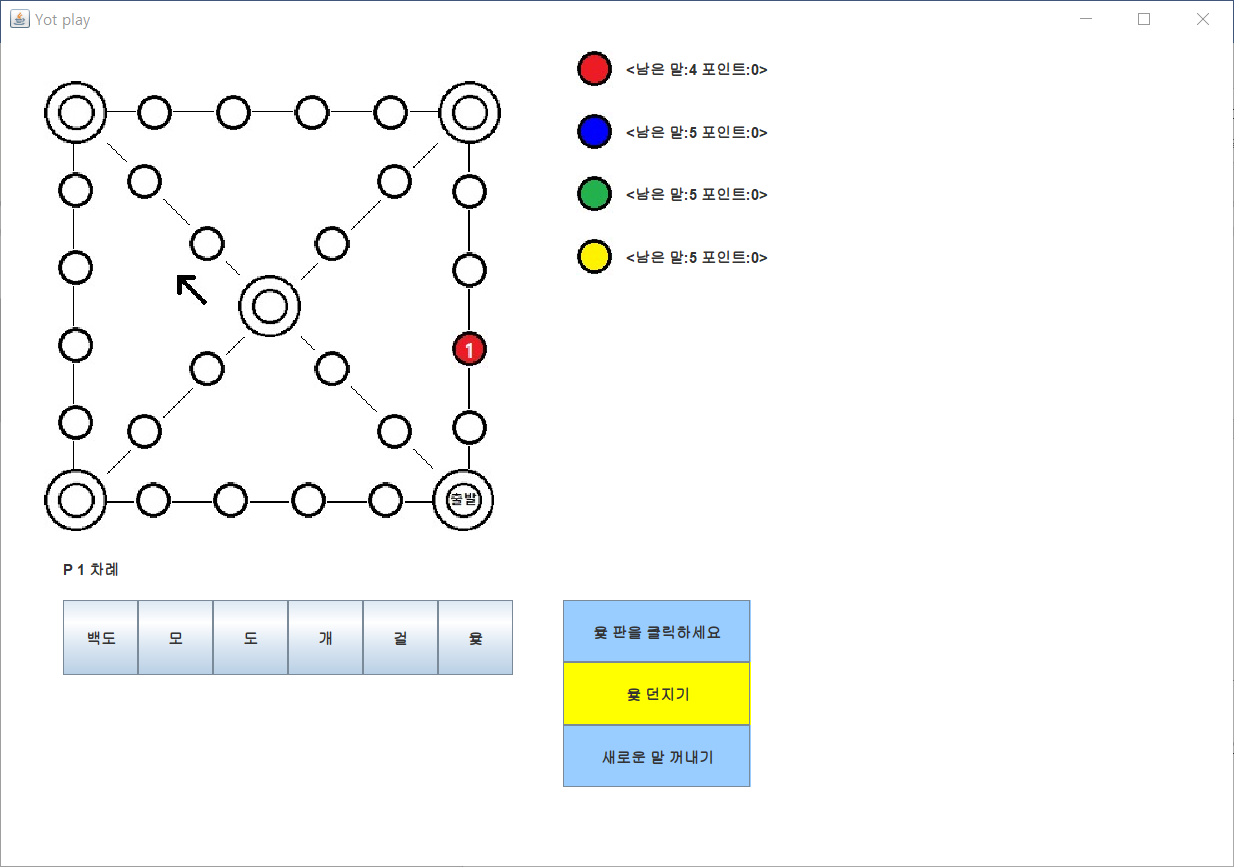 Yot play
<남은 말:4 포인트:0>
<남은 말:5 포인트:0>
<남은 말:5 포인트:0>
<남은 말:5 포인트:0>
1
출발
P 1 차례
백도 모 도 개 걸 윷
윷 판을 클릭하세요
윷 던지기
새로운 말 꺼내기